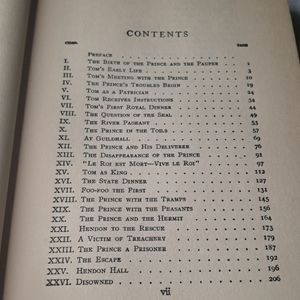 CONTENTS
CHAP. PAGE
PREFACE
I. THE BIRTH OF THE PRINCE AND THE PAUPER . . 1
II. TOM'S EARLY LIFE . . . 3
III. TOM'S MEETING WITH THE PRINCE . . . 10
IV. THE PRINCE'S TROUBLES BEGIN . . . 19
V. TOM AS A PATRICIAN . . . 24
VI. TOM RECEIVES INSTRUCTIONS . . . 34
VII. TOM'S FIRST ROYAL DINNER . . . 44
VIII. THE QUESTION OF THE SEAL . . . 49
IX. THE RIVER PAGEANT . . . 53
X. THE PRINCE IN THE TOILS . . . 57
XI. AT GUILDHALL . . . 69
XII. THE PRINCE AND HIS DELIVERER . . . 76
XIII. THE DISAPPEARANCE OF THE PRINCE . . . 91
XIV. "LE ROI EST MORT—VIVE LE ROI" . . . 97
XV. TOM AS KING . . . 112
XVI. THE STATE DINNER . . . 127
XVII. FOO-FOO THE FIRST . . . 131
XVIII. THE PRINCE WITH THE TRAMPS . . . 145
XIX. THE PRINCE WITH THE PEASANTS . . . 156
XX. THE PRINCE AND THE HERMIT . . . 164
XXI. HENDON TO THE RESCUE . . . 173
XXII. A VICTIM OF TREACHERY . . . 179
XXIII. THE PRINCE A PRISONER . . . 187
XXIV. THE ESCAPE . . . 192
XXV. HENDON HALL . . . 196
XXVI. DISOWNED . . . 206
vii